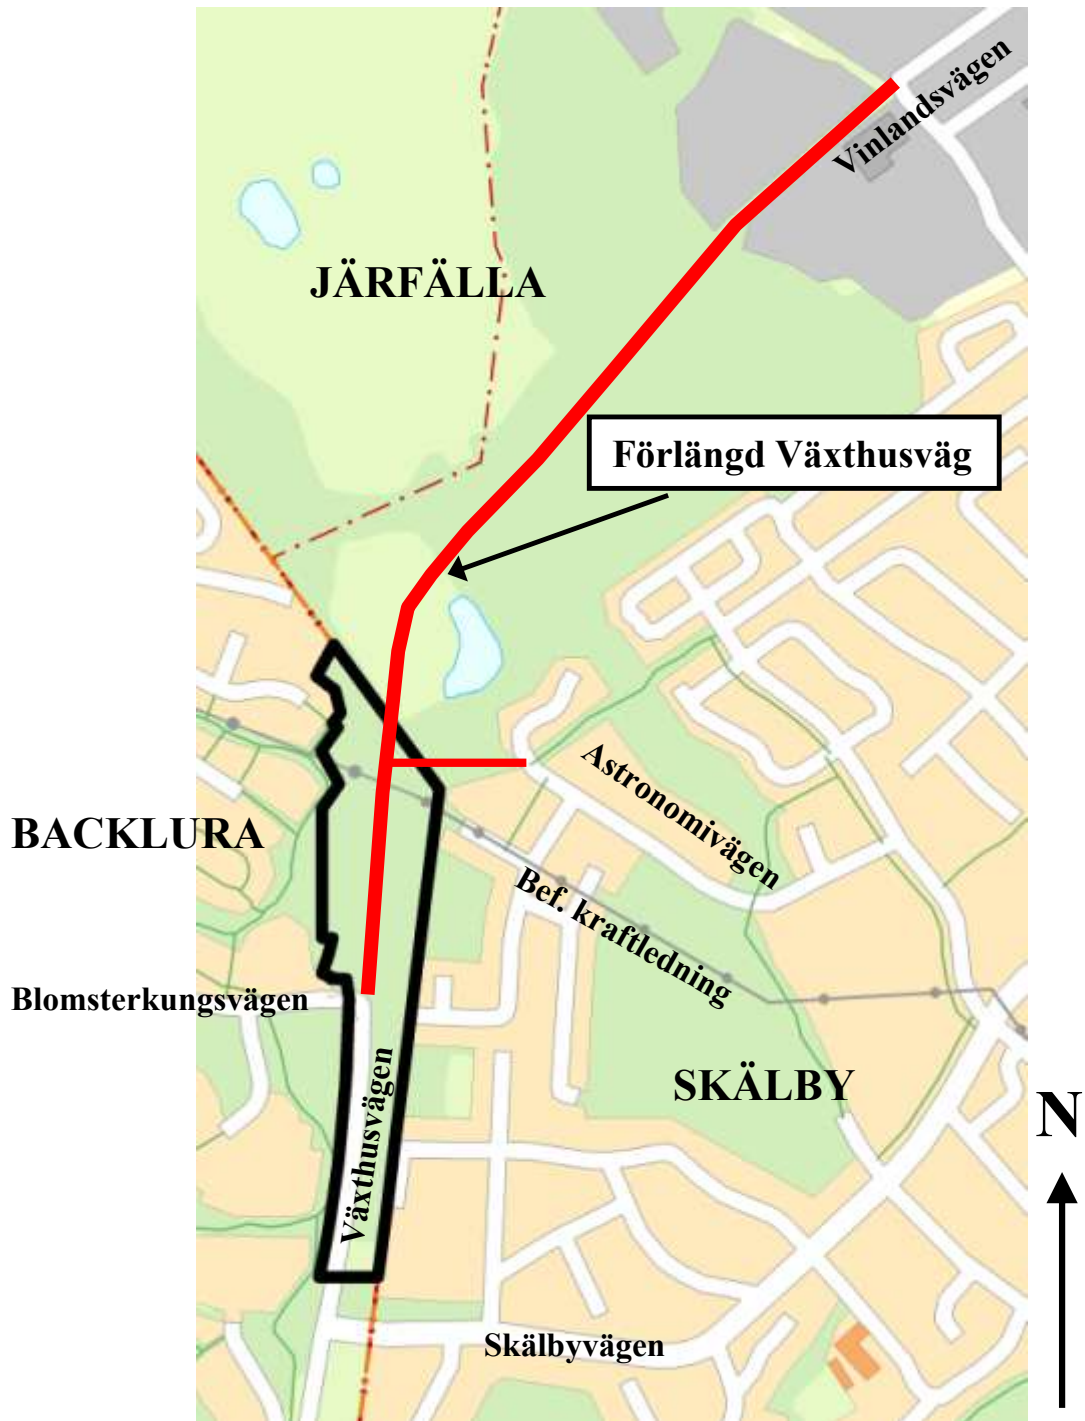 Vinlandsvägen
JÄRFÄLLA
Förlängd Växthusväg
Astronomivägen
BACKLURA
Bef. kraftledning
Blomsterkungsvägen
Växthusvägen
SKÄLBY
N
Skälbyvägen